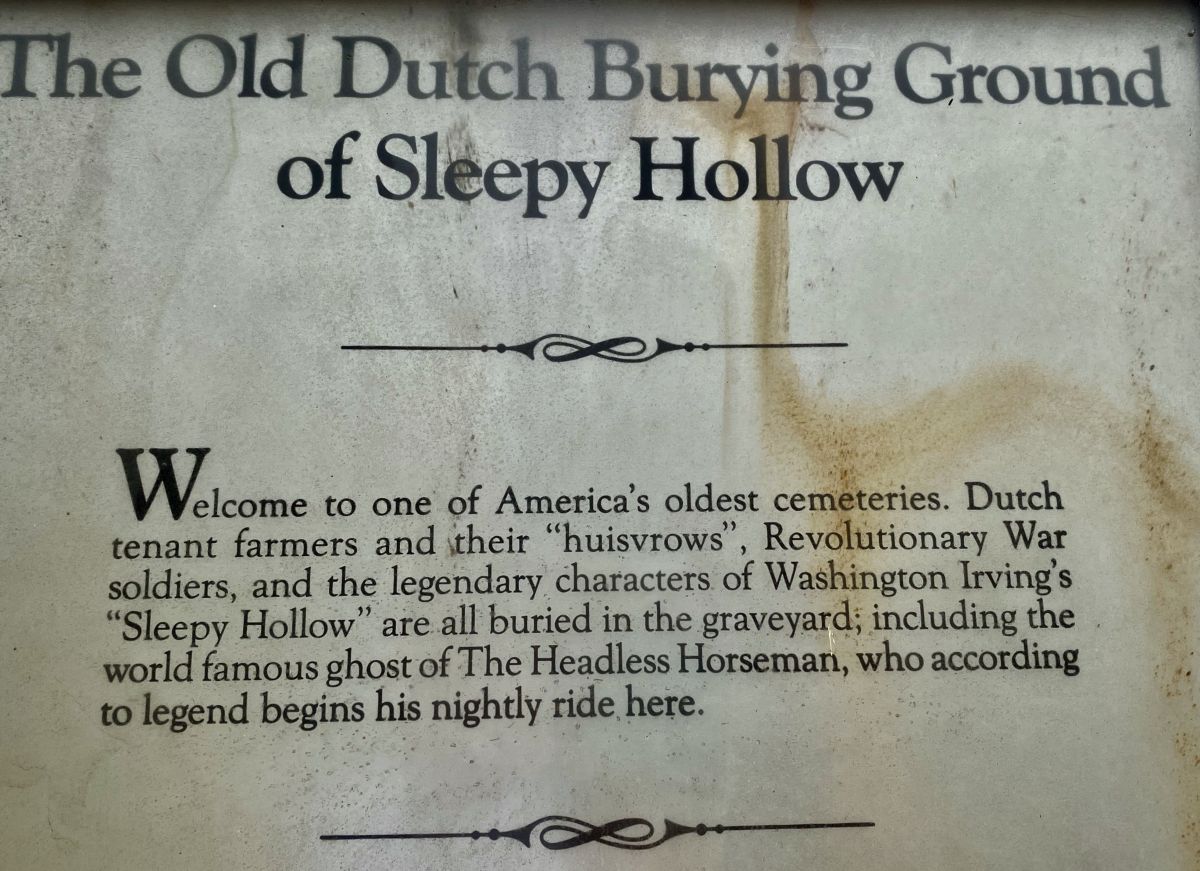 The Old Dutch Burying Ground
of Sleepy Hollow
Welcome to one of America's oldest cemeteries. Dutch
tenant farmers and their "huisvrows", Revolutionary War
soldiers, and the legendary characters of Washington Irving's
"Sleepy Hollow" are all buried in the graveyard; including the
world famous ghost of The Headless Horseman, who according
to legend begins his nightly ride here.